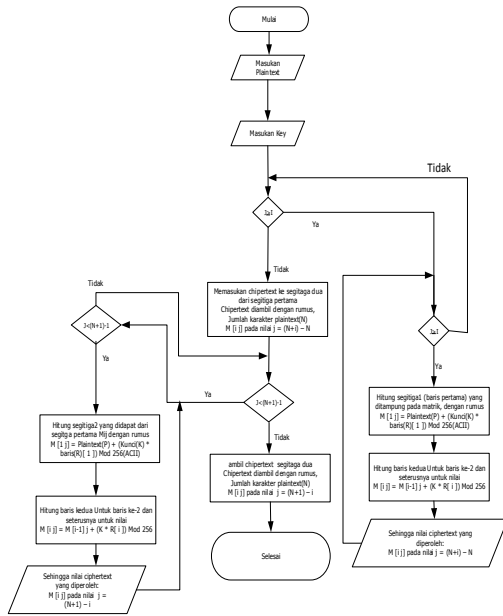 Mulai
Masukan
Plaintext
Masukan Key
Tidak
Ya
Tidak
Memasukan chipertext ke segitaga dua
dari segitiga pertama
Chipertext diambil dengan rumus,
Jumlah karakter plaintext(N)
M [i j] pada nilai j = (N+i) – N
Tidak
J<(N+1)-1
Ya
Ya
J<(N+1)-1
Tidak
Ya
Hitung segitiga1 (baris pertama) yang
ditampung pada matrik, dengan rumus
M [1 j] = Plaintext(P) + (Kunci(K) *
baris(R)[ 1 ]) Mod 256(ACII)
Hitung segitiga2 yang didapat dari
segitga pertama Mij dengan rumus
M [1 j] = Plaintext(P) + (Kunci(K) *
baris(R)[ 1 ]) Mod 256(ACII)
ambil chipertext segitaga dua
Chipertext diambil dengan rumus,
Jumlah karakter plaintext(N)
M [i j] pada nilai j = (N+1) – i
Hitung baris kedua Untuk baris ke-2 dan
seterusnya untuk nilai
M [i j] = M [i-1] j + (K * R[ i ]) Mod 256
Hitung baris kedua Untuk baris ke-2 dan
seterusnya untuk nilai
M [i j] = M [i-1] j + (K * R[ i ]) Mod 256
Sehingga nilai ciphertext yang
diperoleh:
M [i j] pada nilai j = (N+i) – N
Selesai
Sehingga nilai ciphertext
yang diperoleh:
M [i j] pada nilai j =
(N+1) – i